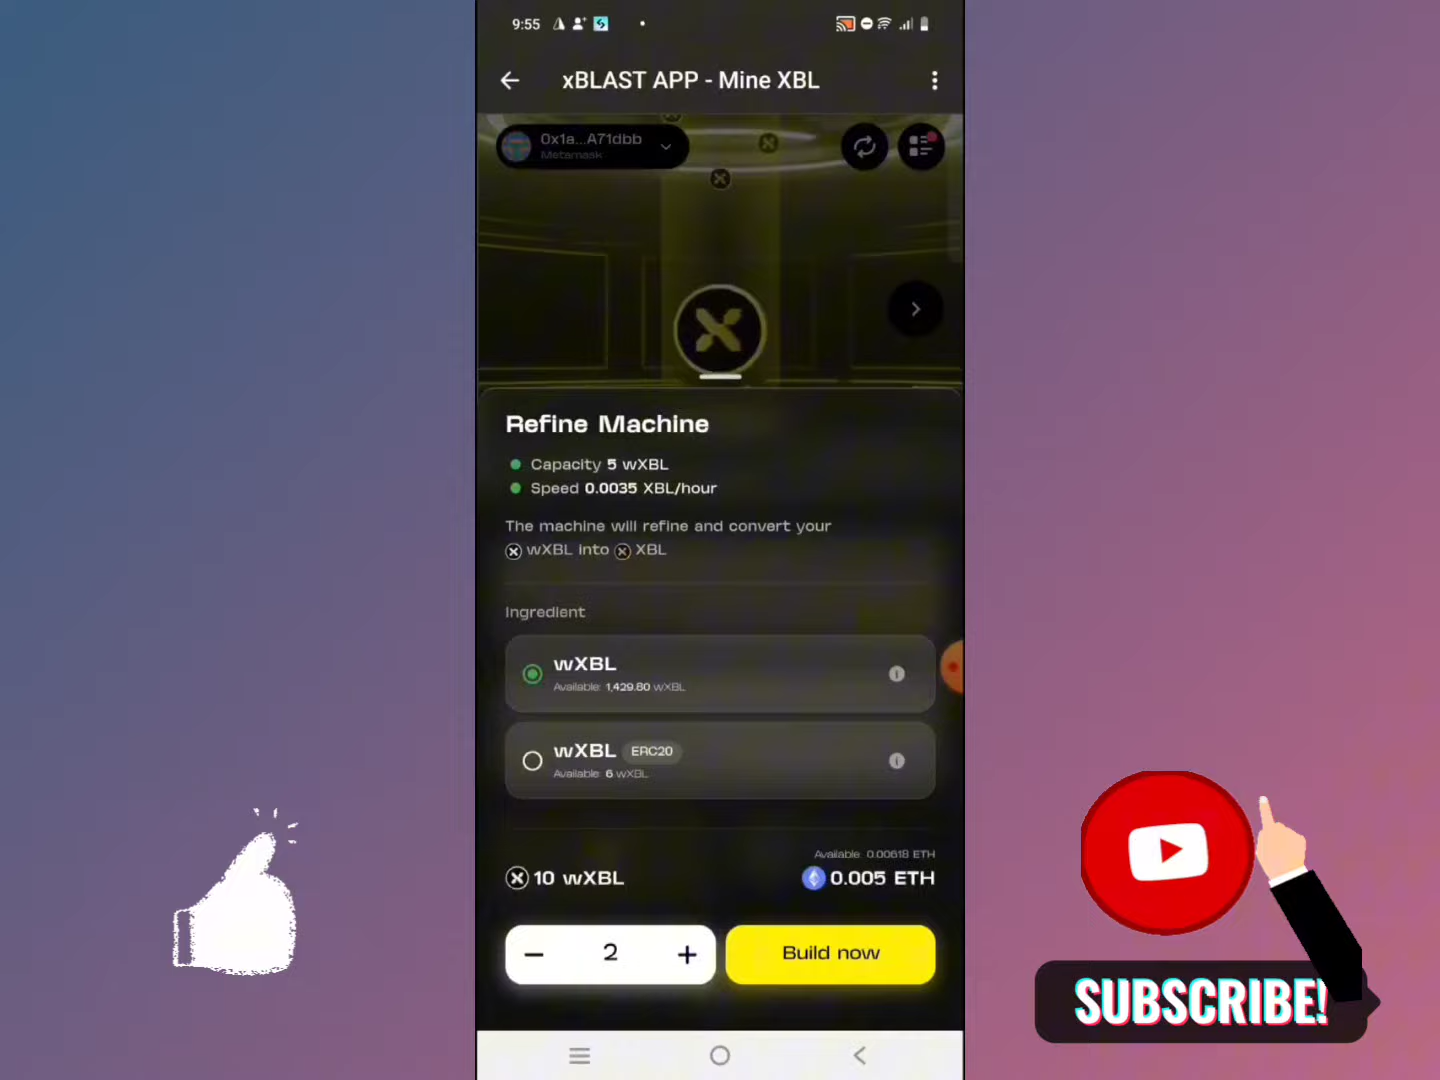 9:55
xBLAST APP - Mine XBL
0x1a...A71dbb
Metamask
Refine Machine
Capacity 5 wXBL
Speed 0.0035 XBL/hour
The machine will refine and convert your
wXBL into XBL
Ingredient
wXBL
Available: 1,429.80 wXBL
wXBL ERC20
Available: 6 wXBL
Available: 0.00618 ETH
10 wXBL 0.005 ETH
− 2 + Build now
SUBSCRIBE!